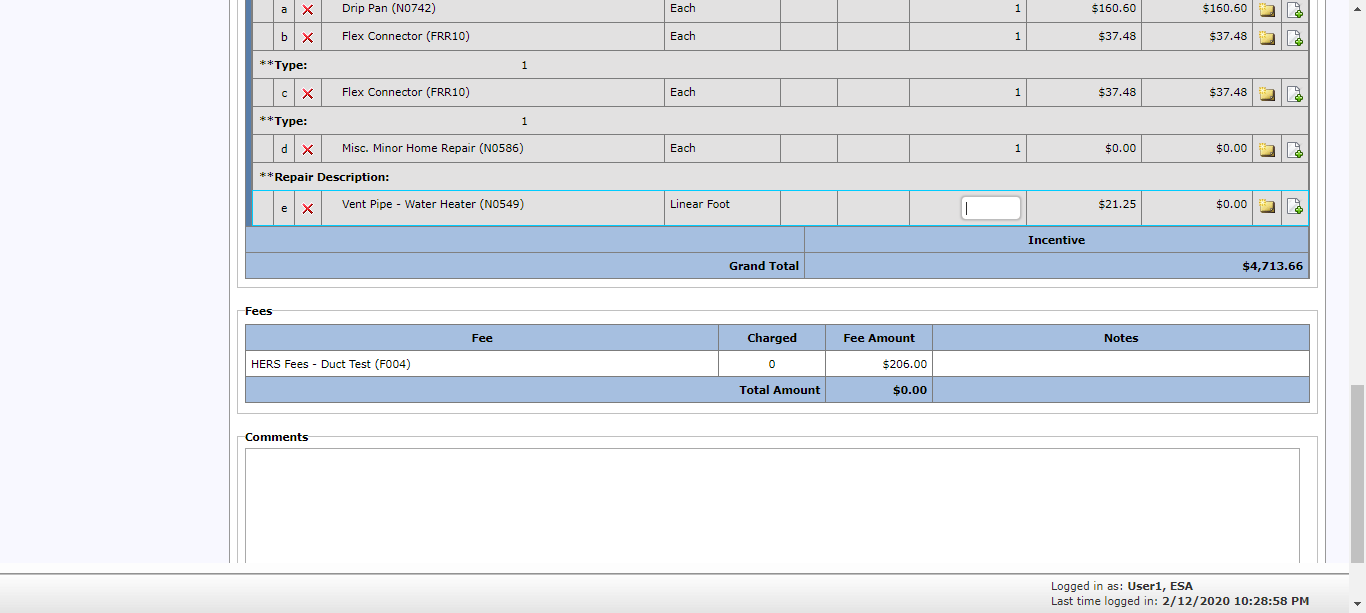 a Drip Pan (N0742) Each 1 $160.60 $160.60
b Flex Connector (FRR10) Each 1 $37.48 $37.48
**Type: 1
c Flex Connector (FRR10) Each 1 $37.48 $37.48
**Type: 1
d Misc. Minor Home Repair (N0586) Each 1 $0.00 $0.00
**Repair Description:
e Vent Pipe - Water Heater (N0549) Linear Foot $21.25 $0.00
Incentive
Grand Total $4,713.66
Fees
Fee Charged Fee Amount Notes
HERS Fees - Duct Test (F004) 0 $206.00
Total Amount $0.00
Comments
Logged in as: User1, ESA
Last time logged in: 2/12/2020 10:28:58 PM